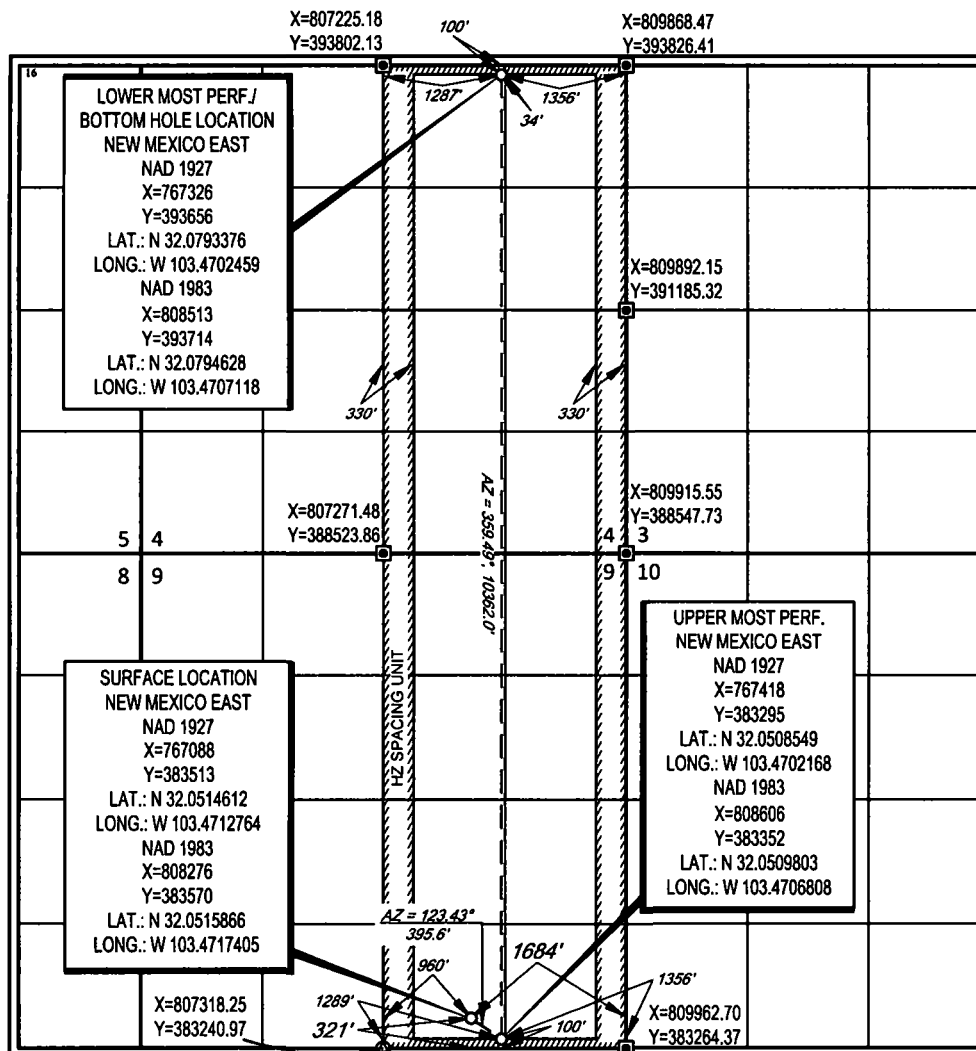 X=807225.18
Y=393802.13
100'
X=809868.47
Y=393826.41
16
1287'
1356'
34'
LOWER MOST PERF./
BOTTOM HOLE LOCATION
NEW MEXICO EAST
NAD 1927
X=767326
Y=393656
LAT.: N 32.0793376
LONG.: W 103.4702459
NAD 1983
X=808513
Y=393714
LAT.: N 32.0794628
LONG.: W 103.4707118
X=809892.15
Y=391185.32
330'
330'
AZ = 359.49°, 10362.0'
X=807271.48
Y=388523.86
X=809915.55
Y=388547.73
5 4
8 9
4 3
9 10
HZ SPACING UNIT
UPPER MOST PERF.
NEW MEXICO EAST
NAD 1927
X=767418
Y=383295
LAT.: N 32.0508549
LONG.: W 103.4702168
NAD 1983
X=808606
Y=383352
LAT.: N 32.0509803
LONG.: W 103.4706808
SURFACE LOCATION
NEW MEXICO EAST
NAD 1927
X=767088
Y=383513
LAT.: N 32.0514612
LONG.: W 103.4712764
NAD 1983
X=808276
Y=383570
LAT.: N 32.0515866
LONG.: W 103.4717405
AZ = 123.43°
395.6'
960'
1684'
1289'
1356'
321'
100'
X=807318.25
Y=383240.97
X=809962.70
Y=383264.37